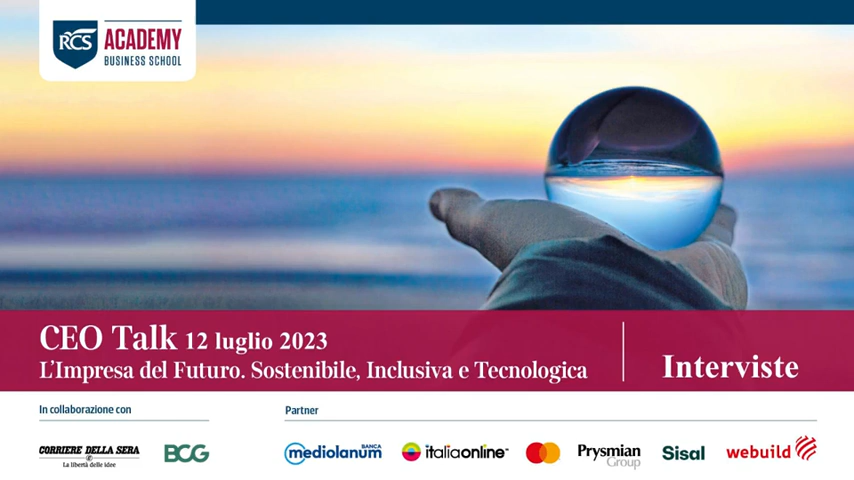 RCS ACADEMY
BUSINESS SCHOOL
CEO Talk 12 luglio 2023
L'Impresa del Futuro. Sostenibile, Inclusiva e Tecnologica
Interviste
In collaborazione con
Partner
CORRIERE DELLA SERA
La libertà delle idee
BCG
BANCA
mediolanum
italiaonline
Prysmian
Group
Sisal
webuild